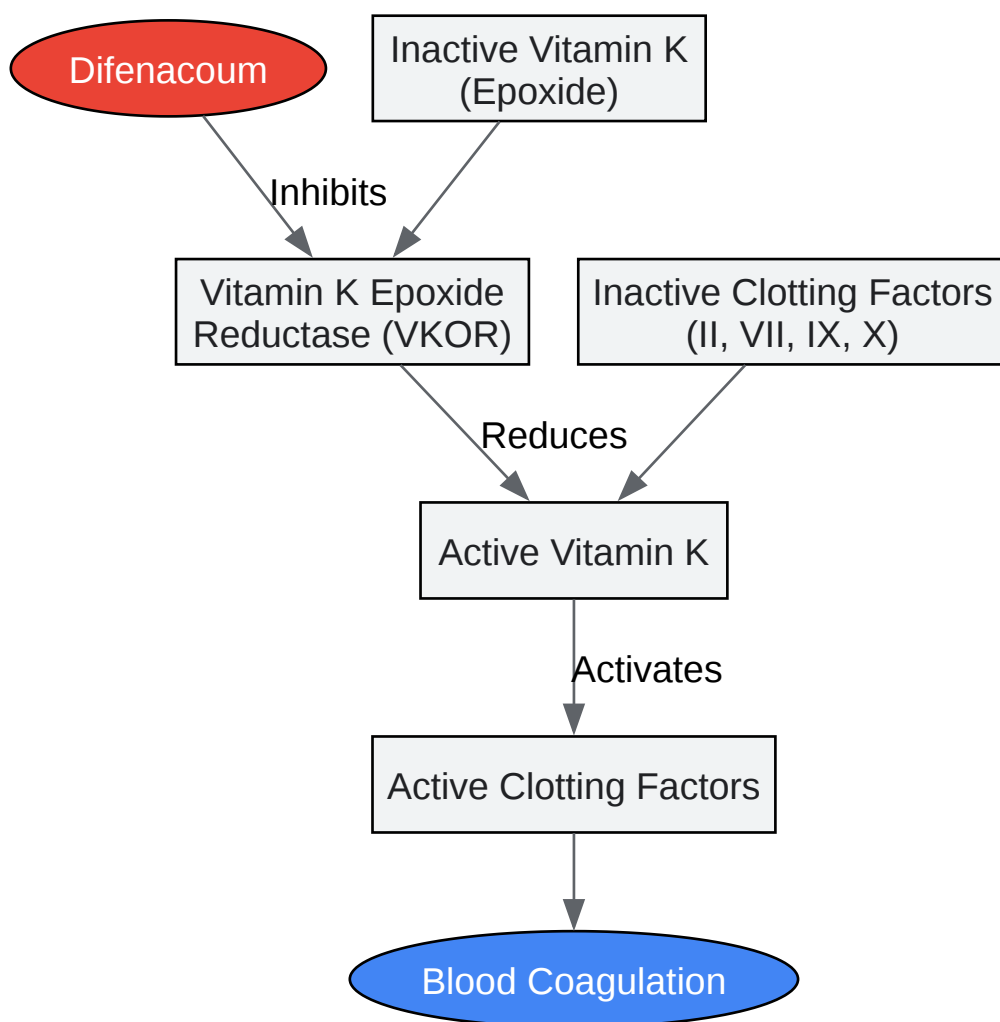 Difenacoum
Inactive Vitamin K
(Epoxide)
Inhibits
Vitamin K Epoxide
Reductase (VKOR)
Inactive Clotting Factors
(II, VII, IX, X)
Reduces
Active Vitamin K
Activates
Active Clotting Factors
Blood Coagulation